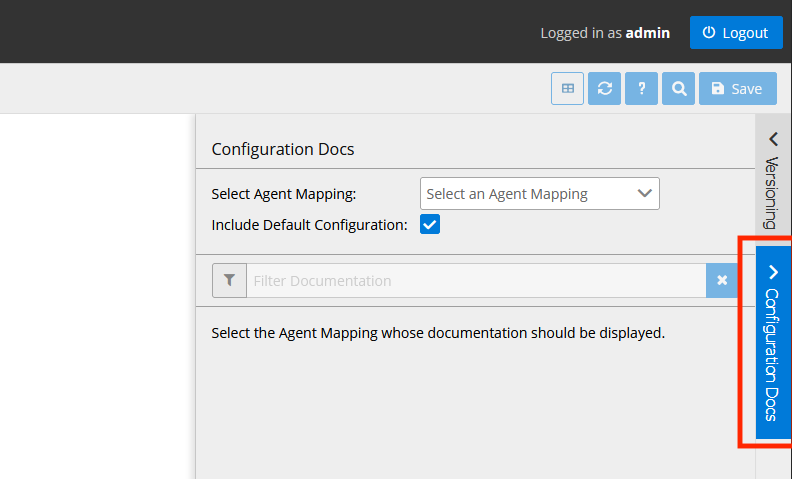 Logged in as admin
Logout
?
Save
Configuration Docs
Select Agent Mapping:
Select an Agent Mapping
Include Default Configuration:
Filter Documentation
Select the Agent Mapping whose documentation should be displayed.
Versioning
Configuration Docs